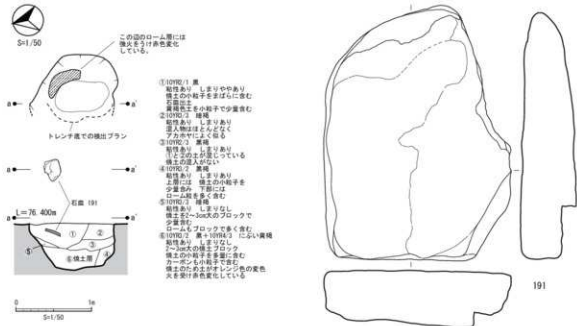 S=1/50
この辺のローム層には
強火をうけ赤色変化
している。
a a'
トレンチ底での検出プラン
a a'
石皿 191
L=76.400m
a a'
① ②
③
④
⑤
⑥焼土層
0 1m
S=1/50
①10YR2/1 黒
粘性あり しまりややあり
焼土の小粒子をまばらに含む
石皿出土
黄褐色土を小粒子で少量含む
②10YR3/3 暗褐
粘性あり しまりあり
混入物はほとんどなく
アカホヤによく似る
③10YR2/3 黒褐
粘性あり しまりあり
①と②の土が混じっている
焼土の混入がない
④10YR3/2 黒褐
粘性あり しまりあり
上層には 焼土の小粒子を
少量含み 下部には
ローム粒を多く含む
⑤10YR3/3 暗褐
粘性あり しまりなし
焼土を2~3cm大のブロックで
少量含む
ロームもブロックで多く含む
⑥10YR2/2 黒+10YR4/3 にぶい黄褐
粘性あり しまりなし
2~3cm大の焼土ブロック
焼土の小粒子を多量に含む
カーボンも小粒子で含む
焼土のため土がオレンジ色の変色
火を受け赤色変化している
191